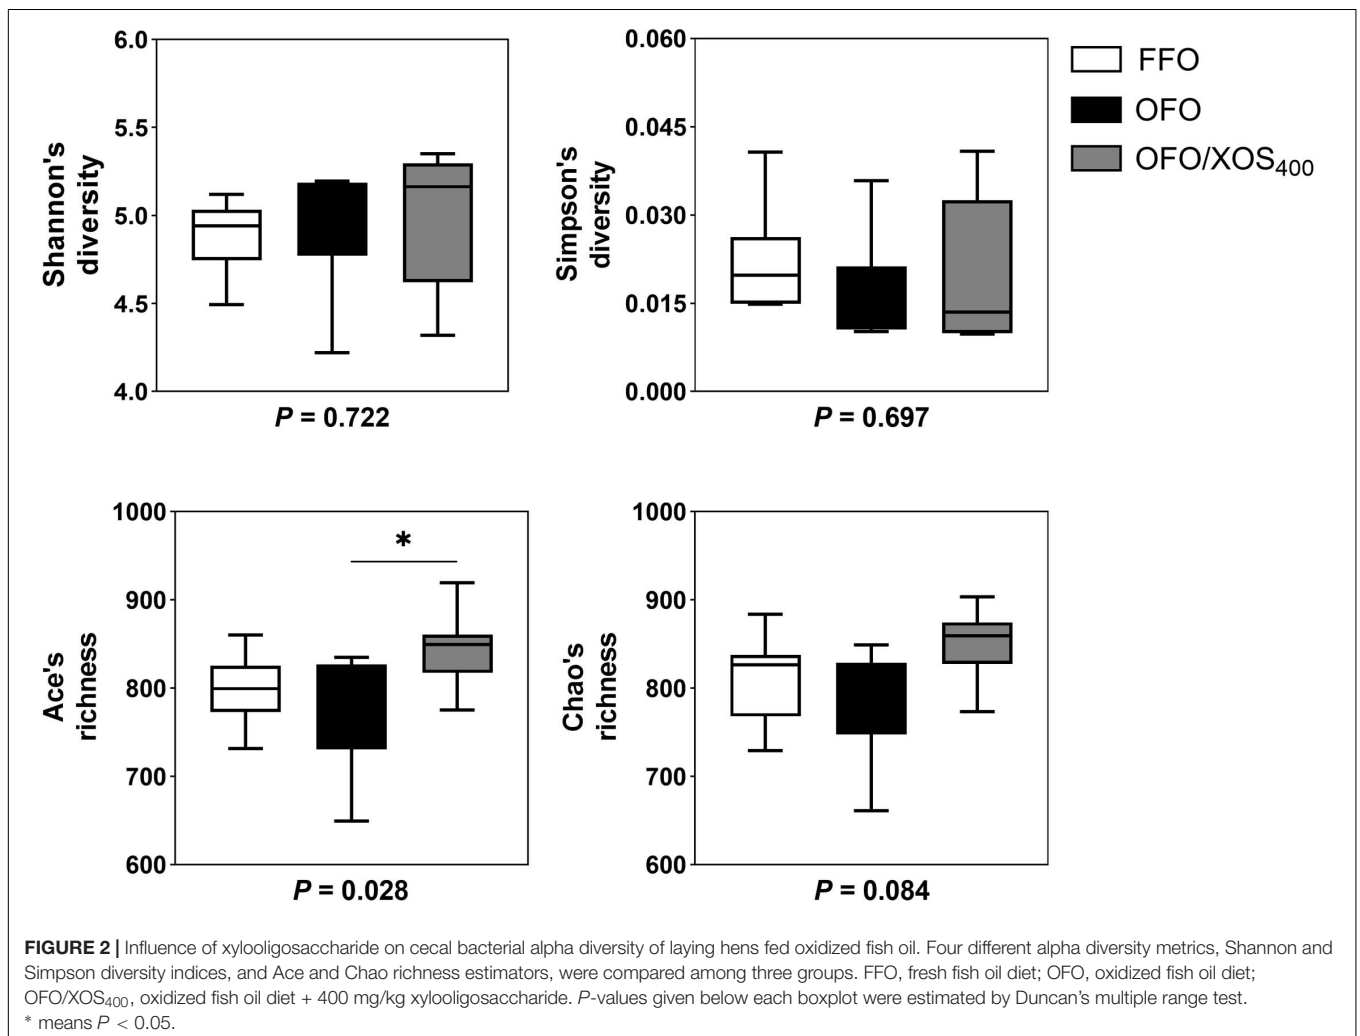 6.0
5.5
5.0
4.5
4.0
Shannon's
diversity
P = 0.722
0.060
0.045
0.030
0.015
0.000
Simpson's
diversity
P = 0.697
FFO
OFO
OFO/XOS400
1000
900
800
700
600
Ace's
richness
*
P = 0.028
1000
900
800
700
600
Chao's
richness
P = 0.084
FIGURE 2 | Influence of xylooligosaccharide on cecal bacterial alpha diversity of laying hens fed oxidized fish oil. Four different alpha diversity metrics, Shannon and
Simpson diversity indices, and Ace and Chao richness estimators, were compared among three groups. FFO, fresh fish oil diet; OFO, oxidized fish oil diet;
OFO/XOS400, oxidized fish oil diet + 400 mg/kg xylooligosaccharide. P-values given below each boxplot were estimated by Duncan's multiple range test.
* means P < 0.05.